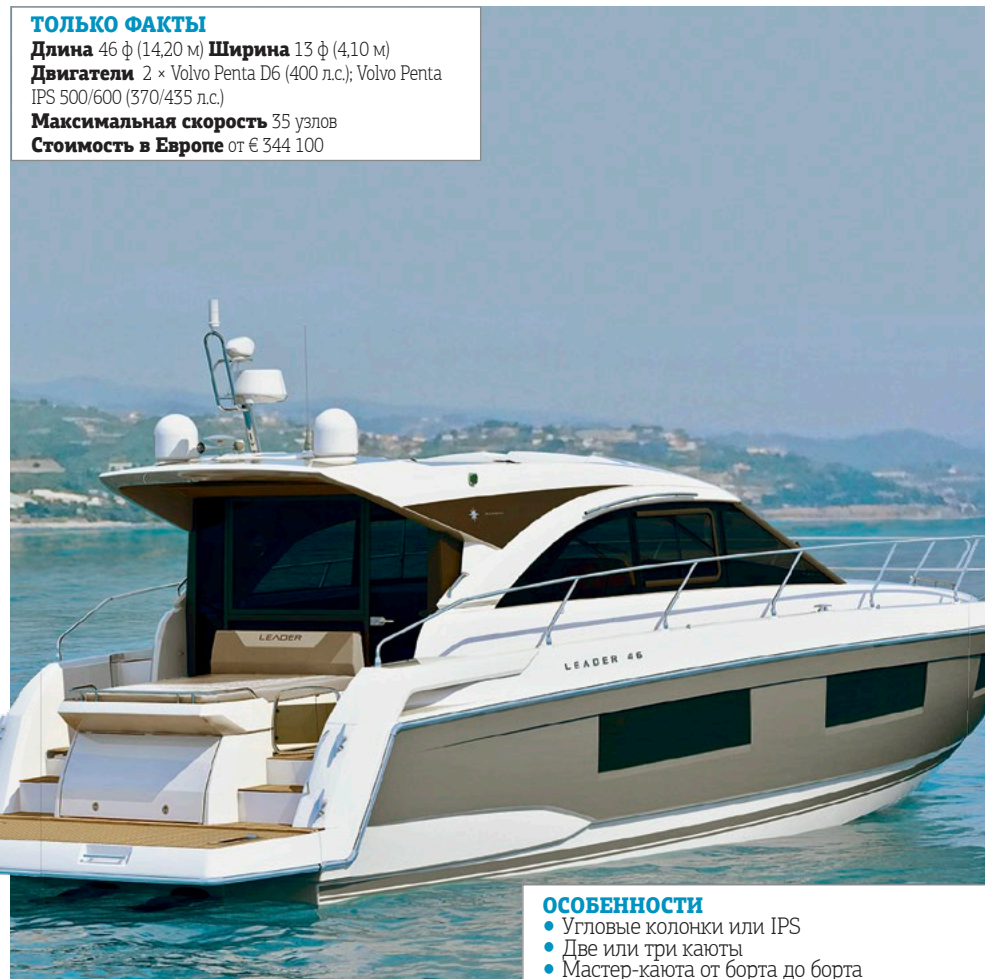 ТОЛЬКО ФАКТЫ
Длина 46 ф (14,20 м) Ширина 13 ф (4,10 м)
Двигатели 2 × Volvo Penta D6 (400 л.с.); Volvo Penta
IPS 500/600 (370/435 л.с.)
Максимальная скорость 35 узлов
Стоимость в Европе от € 344 100
LEADER
LEADER 46
ОСОБЕННОСТИ
• Угловые колонки или IPS
• Две или три каюты
• Мастер-каюта от борта до борта